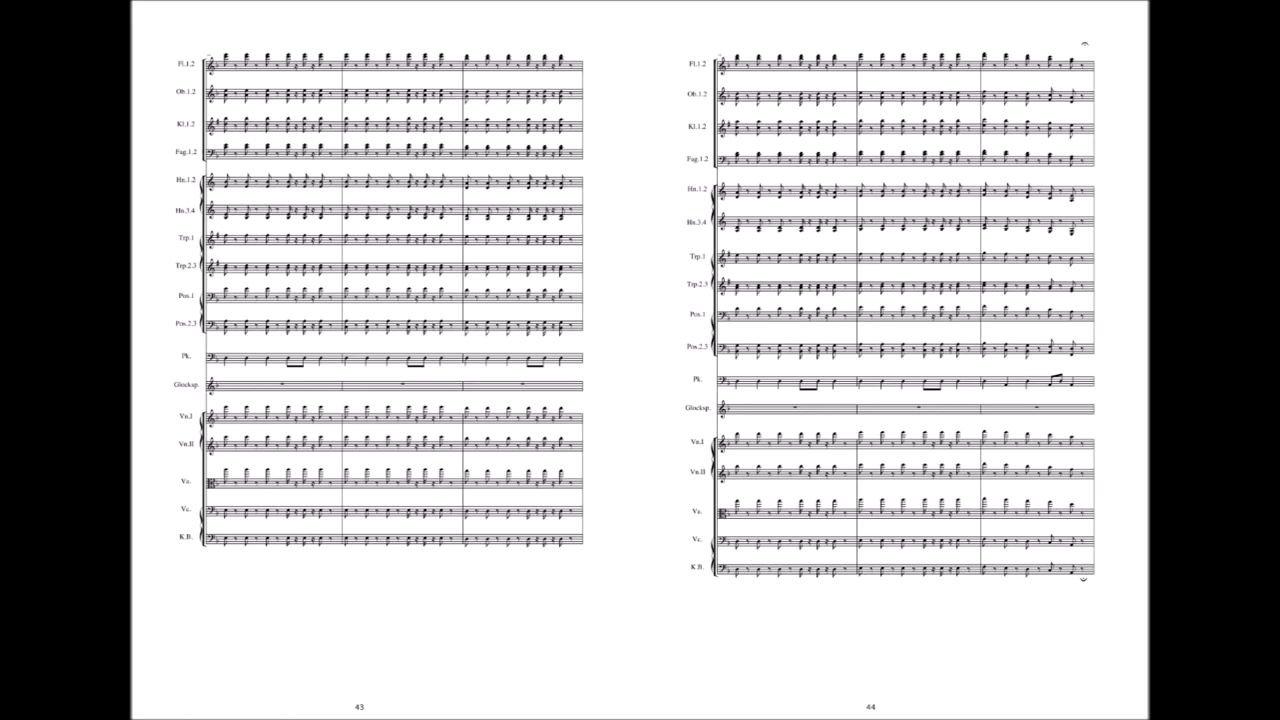 Fl.1.2
Ob.1.2
Kl.1.2
Fag.1.2
Hn.1.2
Hn.3.4
Trp.1
Trp.2.3
Pos.1
Pos.2.3
Pk.
Glocksp.
Vn.I
Vn.II
Va.
Vc.
K.B.
43
Fl.1.2
Ob.1.2
Kl.1.2
Fag.1.2
Hn.1.2
Hn.3.4
Trp.1
Trp.2.3
Pos.1
Pos.2.3
Pk.
Glocksp.
Vn.I
Vn.II
Va.
Vc.
K.B.
44